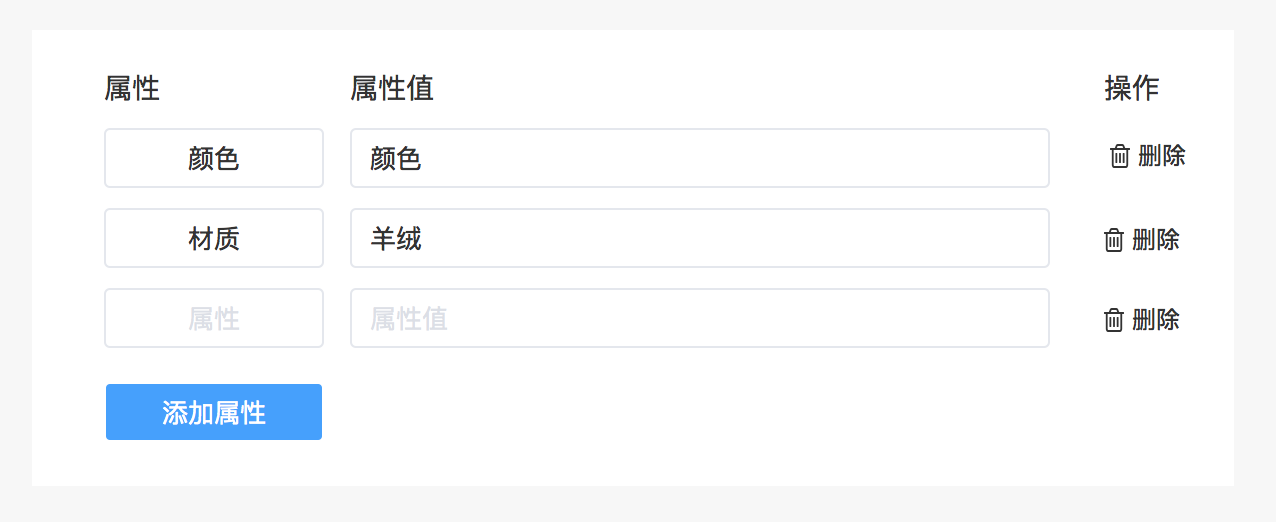 属性 属性值 操作
颜色 颜色 删除
材质 羊绒 删除
属性 属性值 删除
添加属性